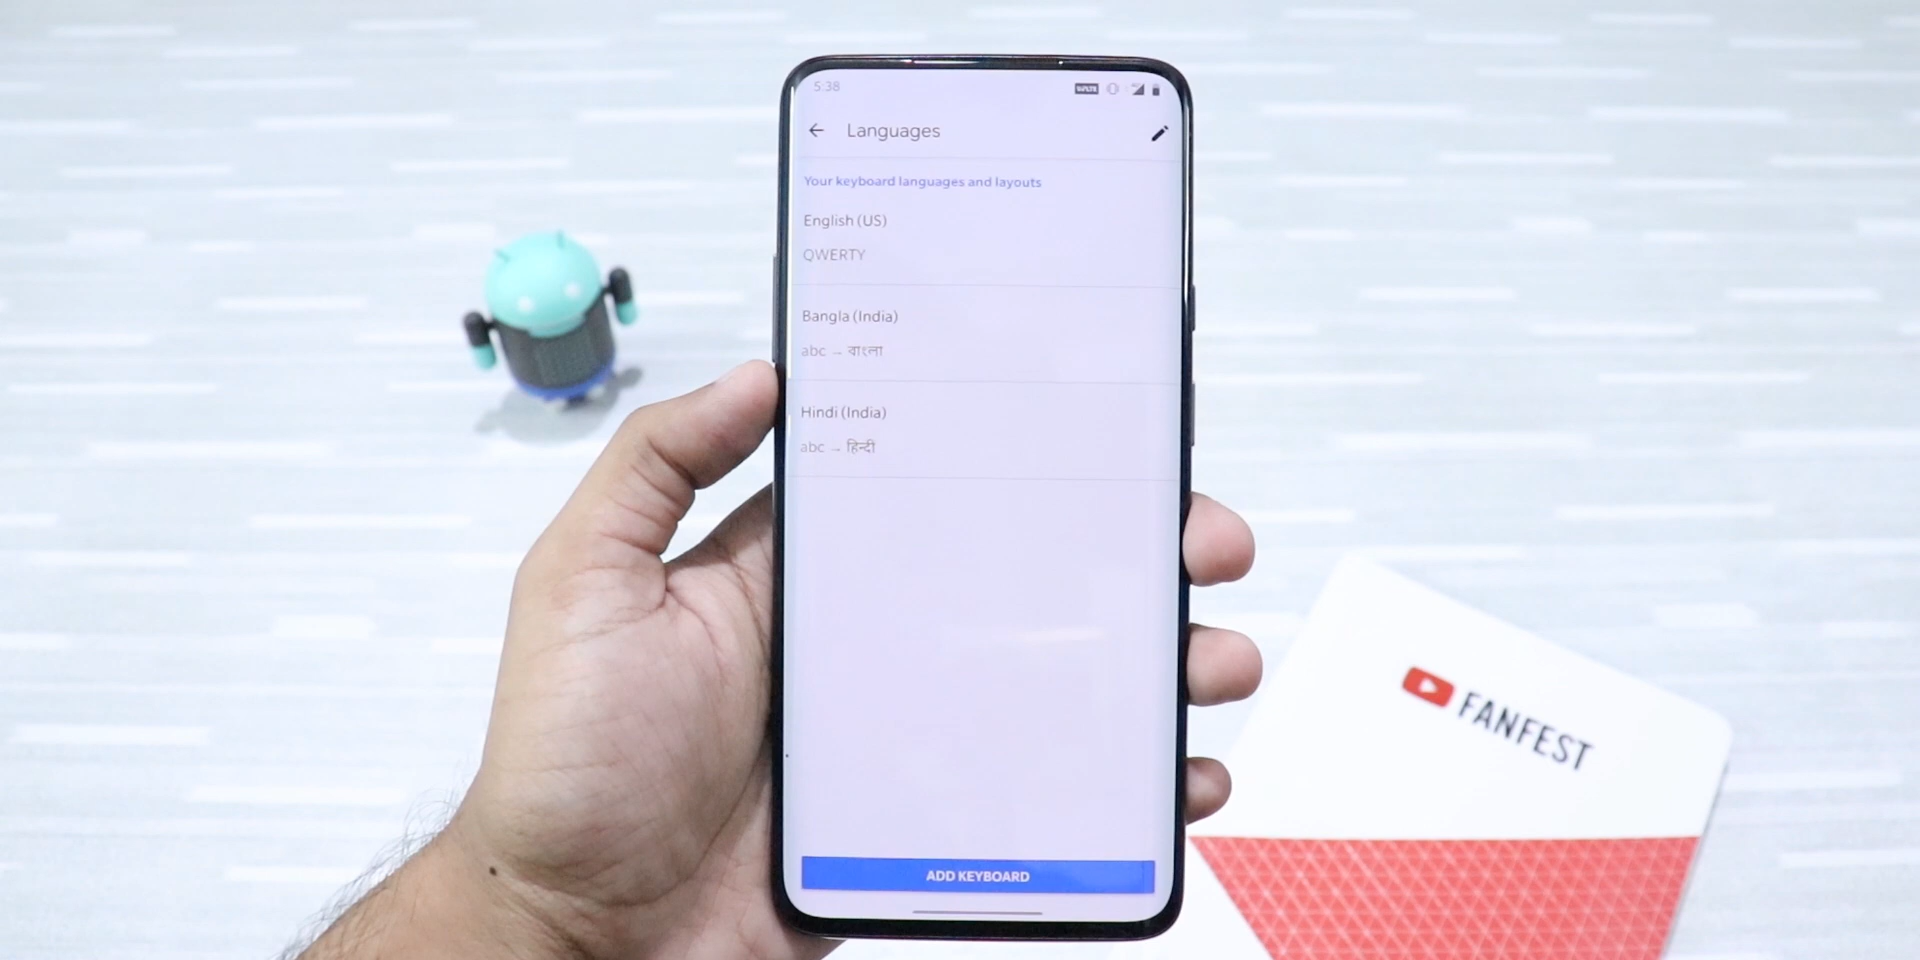 5:38
VoLTE
Languages
Your keyboard languages and layouts
English (US)
QWERTY
Bangla (India)
abc → বাংলা
Hindi (India)
abc → हिन्दी
ADD KEYBOARD
FANFEST